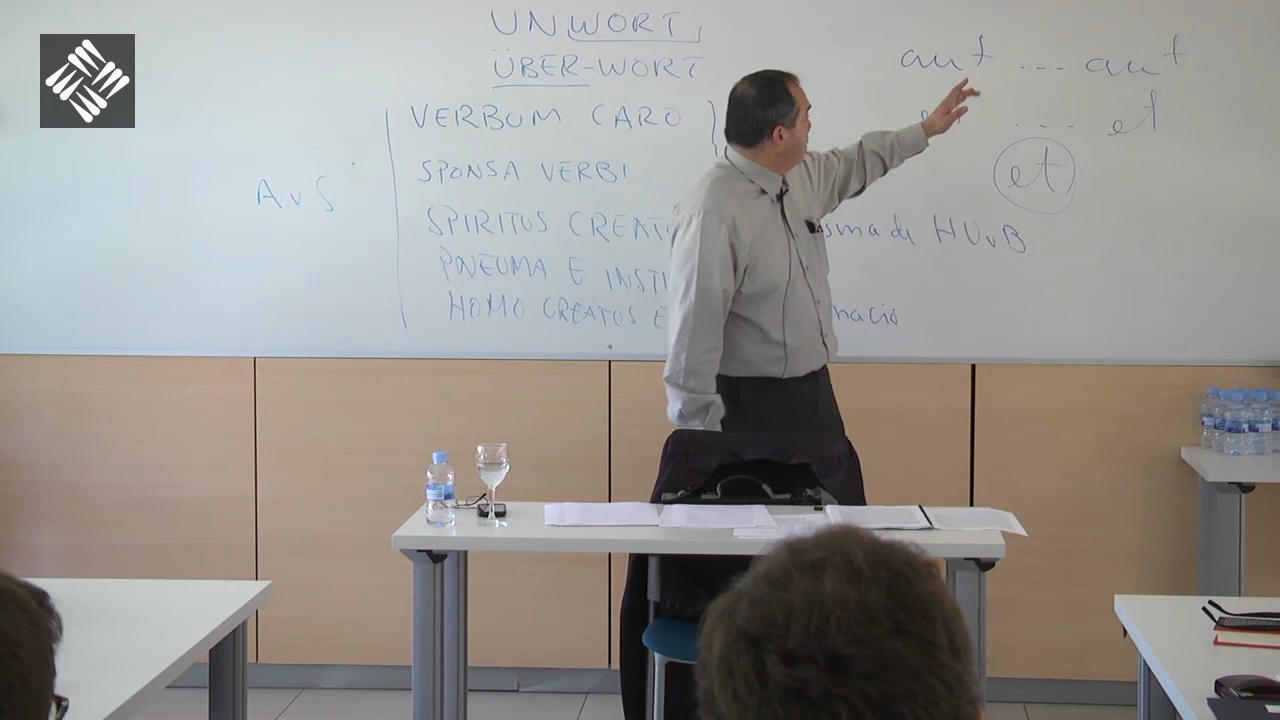 UNWORT
ÜBER-WORT
aut .... aut
VERBUM CARO
... et
SPONSA VERBI
et
AvS
SPIRITUS CREATO
sma de HUvB
PNEUMA E INSTI
HOMO CREATUS E
nacio